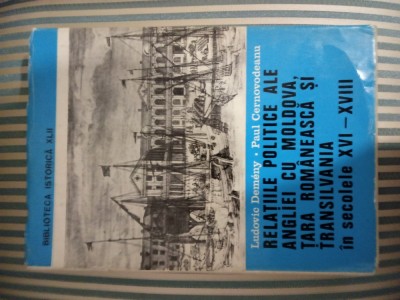 BIBLIOTECA ISTORICĂ XLII
Ludovic Demény • Paul Cernovodeanu
RELAȚIILE POLITICE ALE
ANGLIEI CU MOLDOVA,
ȚARA ROMÂNEASCĂ ȘI
TRANSILVANIA
în secolele XVI–XVIII